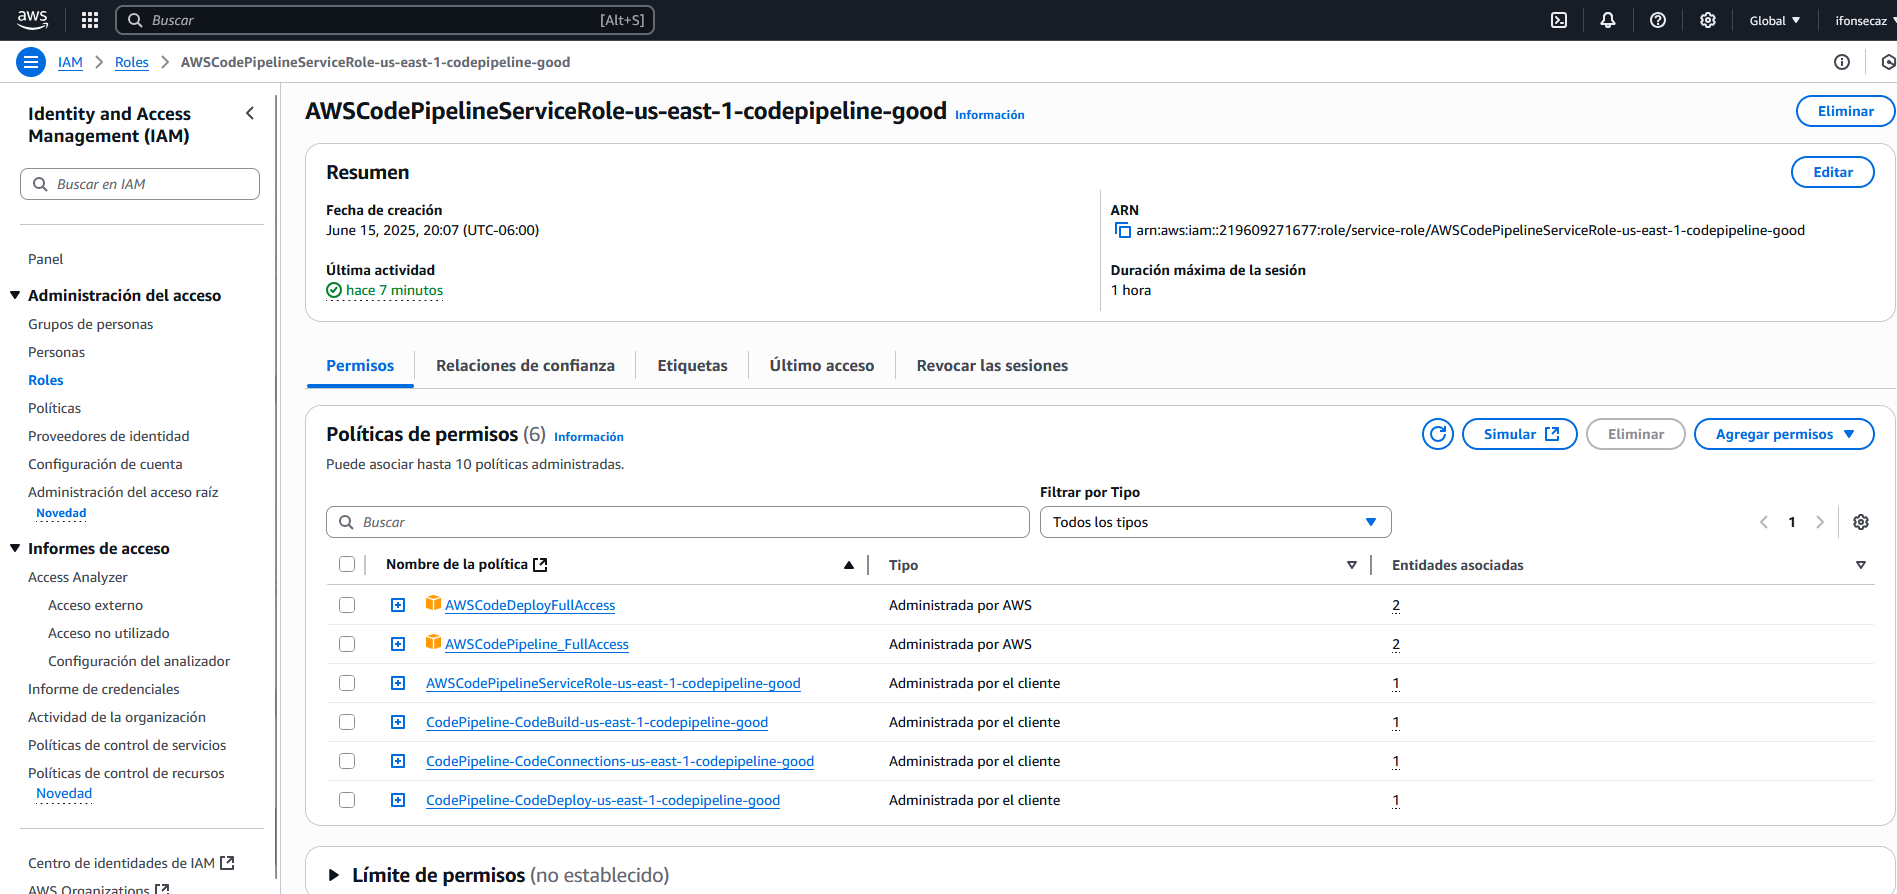 aws
Buscar
[Alt+S]
Global
ifonsecaz
IAM
Roles
AWSCodePipelineServiceRole-us-east-1-codepipeline-good
Identity and Access
Management (IAM)
Buscar en IAM
Panel
Administración del acceso
Grupos de personas
Personas
Roles
Políticas
Proveedores de identidad
Configuración de cuenta
Administración del acceso raíz
Novedad
Informes de acceso
Access Analyzer
Acceso externo
Acceso no utilizado
Configuración del analizador
Informe de credenciales
Actividad de la organización
Políticas de control de servicios
Políticas de control de recursos
Novedad
Centro de identidades de IAM
AWS Organizations
AWSCodePipelineServiceRole-us-east-1-codepipeline-good Información
Eliminar
Resumen
Editar
Fecha de creación
June 15, 2025, 20:07 (UTC-06:00)
ARN
arn:aws:iam::219609271677:role/service-role/AWSCodePipelineServiceRole-us-east-1-codepipeline-good
Última actividad
hace 7 minutos
Duración máxima de la sesión
1 hora
Permisos
Relaciones de confianza
Etiquetas
Último acceso
Revocar las sesiones
Políticas de permisos (6) Información
Puede asociar hasta 10 políticas administradas.
Simular
Eliminar
Agregar permisos
Filtrar por Tipo
Buscar
Todos los tipos
1
Nombre de la política
Tipo
Entidades asociadas
AWSCodeDeployFullAccess Administrada por AWS 2
AWSCodePipeline_FullAccess Administrada por AWS 2
AWSCodePipelineServiceRole-us-east-1-codepipeline-good Administrada por el cliente 1
CodePipeline-CodeBuild-us-east-1-codepipeline-good Administrada por el cliente 1
CodePipeline-CodeConnections-us-east-1-codepipeline-good Administrada por el cliente 1
CodePipeline-CodeDeploy-us-east-1-codepipeline-good Administrada por el cliente 1
Límite de permisos (no establecido)